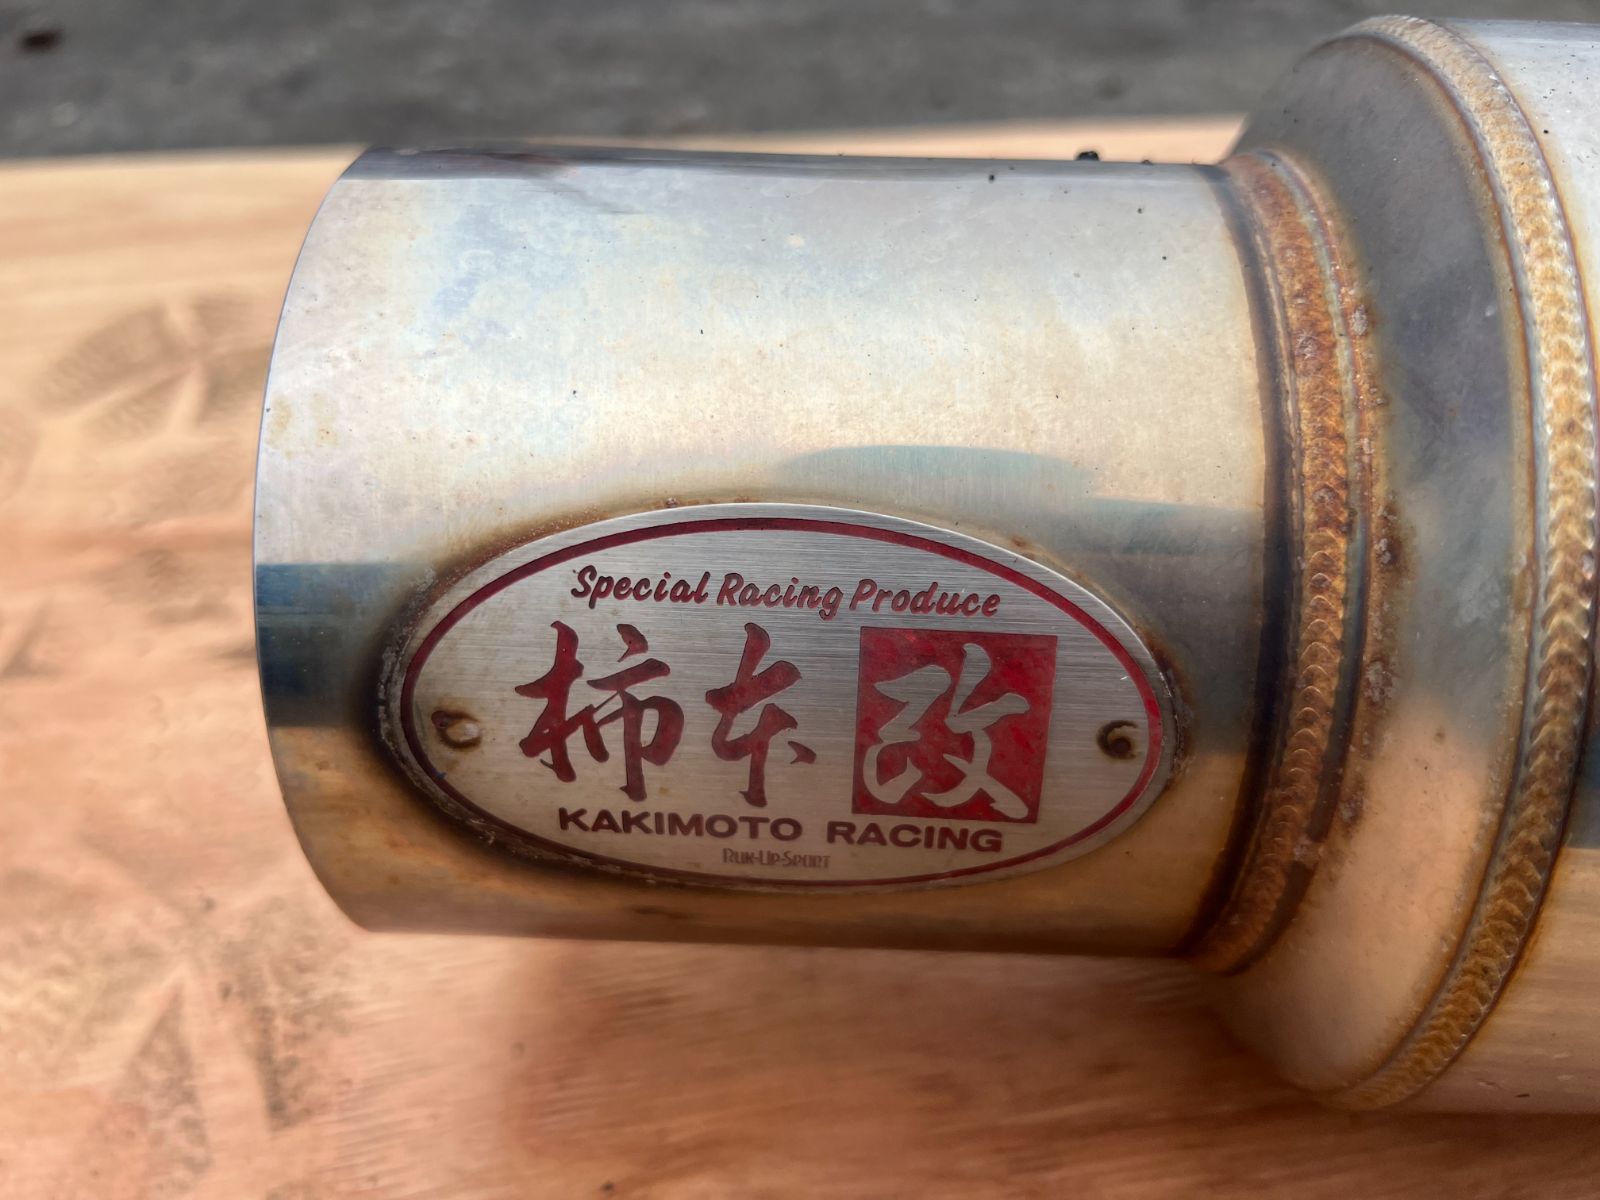 Special Racing Produce
柿本改
KAKIMOTO RACING
RUN-UP-SPORT